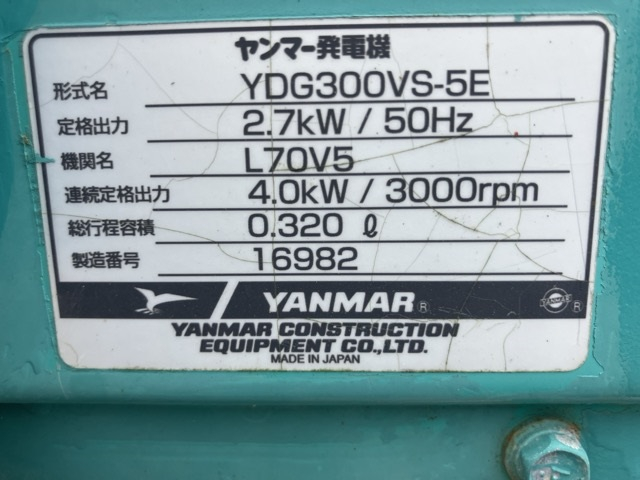 ヤンマー発電機
形式名 YDG300VS-5E
定格出力 2.7kW / 50Hz
機関名 L70V5
連続定格出力 4.0kW / 3000rpm
総行程容積 0.320 ℓ
製造番号 16982
YANMAR ®
YANMAR ®
YANMAR CONSTRUCTION
EQUIPMENT CO.,LTD.
MADE IN JAPAN